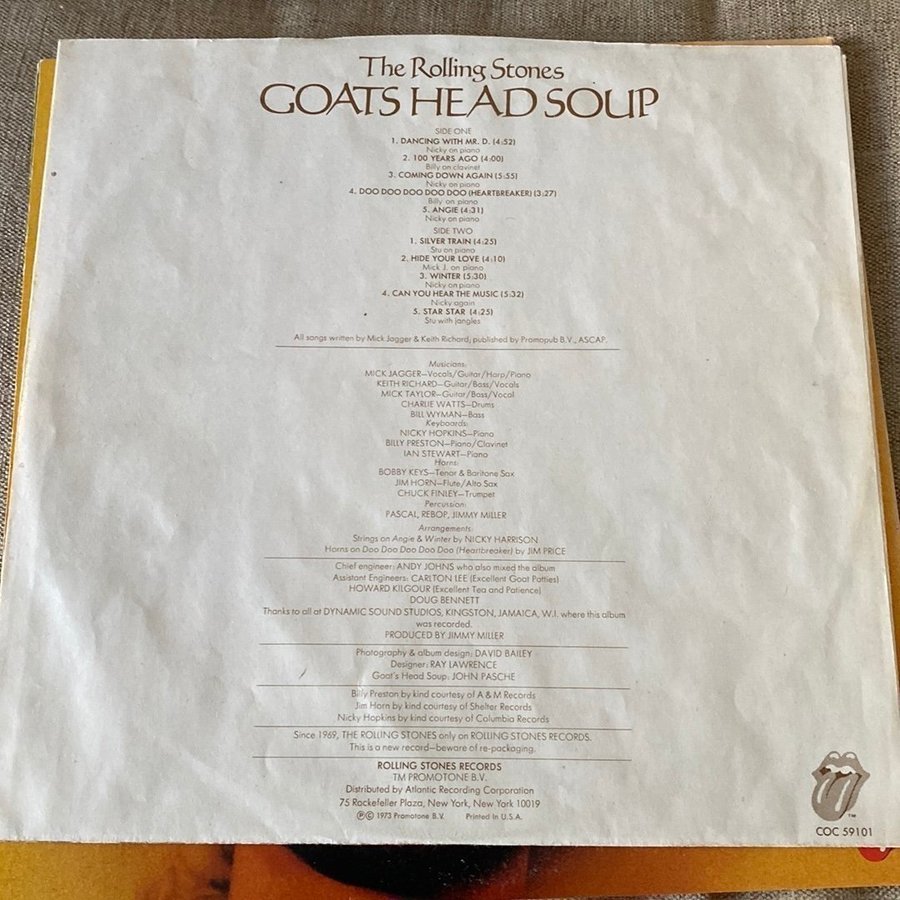 The Rolling Stones
GOATS HEAD SOUP
SIDE ONE
1. DANCING WITH MR. D. (4:52)
Nicky on piano
2. 100 YEARS AGO (4:00)
Billy on clavinet
3. COMING DOWN AGAIN (5:55)
Nicky on piano
4. DOO DOO DOO DOO DOO (HEARTBREAKER) (3:27)
Billy on piano
5. ANGIE (4:31)
Nicky on piano
SIDE TWO
1. SILVER TRAIN (4:25)
Stu on piano
2. HIDE YOUR LOVE (4:10)
Mick J. on piano
3. WINTER (5:30)
Nicky on piano
4. CAN YOU HEAR THE MUSIC (5:32)
Nicky again
5. STAR STAR (4:25)
Stu with jangles
All songs written by Mick Jagger & Keith Richard, published by Promopub B.V., ASCAP.
Musicians:
MICK JAGGER—Vocals/Guitar/Harp/Piano
KEITH RICHARD—Guitar/Bass/Vocals
MICK TAYLOR—Guitar/Bass/Vocal
CHARLIE WATTS—Drums
BILL WYMAN—Bass
Keyboards:
NICKY HOPKINS—Piano
BILLY PRESTON—Piano/Clavinet
IAN STEWART—Piano
Horns:
BOBBY KEYS—Tenor & Baritone Sax
JIM HORN—Flute/Alto Sax
CHUCK FINLEY—Trumpet
Percussion:
PASCAL, REBOP, JIMMY MILLER
Arrangements:
Strings on Angie & Winter by NICKY HARRISON
Horns on Doo Doo Doo Doo Doo (Heartbreaker) by JIM PRICE
Chief engineer: ANDY JOHNS who also mixed the album
Assistant Engineers: CARLTON LEE (Excellent Goat Patties)
HOWARD KILGOUR (Excellent Tea and Patience)
DOUG BENNETT
Thanks to all at DYNAMIC SOUND STUDIOS, KINGSTON, JAMAICA, W.I. where this album
was recorded.
PRODUCED BY JIMMY MILLER
Photography & album design: DAVID BAILEY
Designer: RAY LAWRENCE
Goat's Head Soup: JOHN PASCHE
Billy Preston by kind courtesy of A & M Records
Jim Horn by kind courtesy of Shelter Records
Nicky Hopkins by kind courtesy of Columbia Records
Since 1969, THE ROLLING STONES only on ROLLING STONES RECORDS.
This is a new record—beware of re-packaging.
ROLLING STONES RECORDS
TM PROMOTONE B.V.
Distributed by Atlantic Recording Corporation
75 Rockefeller Plaza, New York, New York 10019
℗© 1973 Promotone B.V. Printed in U.S.A.
TM
COC 59101